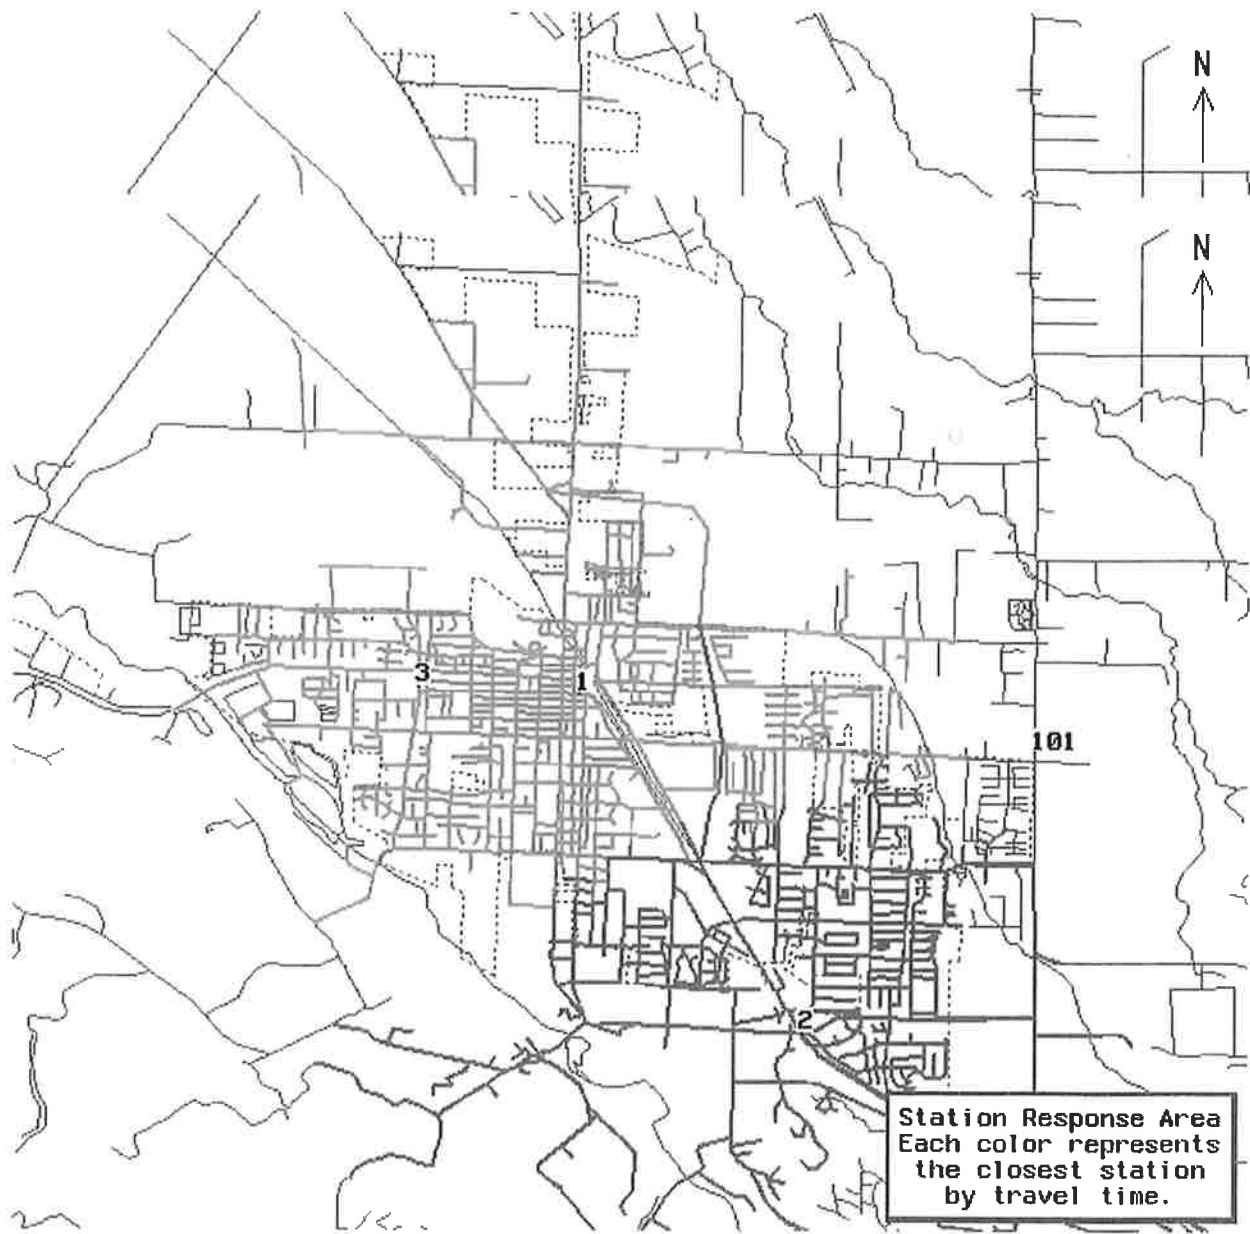 N
N
3
1
101
2
Station Response Area
Each color represents
the closest station
by travel time.